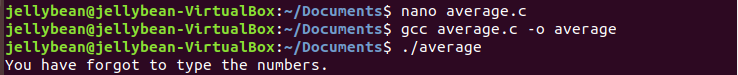 jellybean@jellybean-VirtualBox:~/Documents$ nano average.c
jellybean@jellybean-VirtualBox:~/Documents$ gcc average.c -o average
jellybean@jellybean-VirtualBox:~/Documents$ ./average
You have forgot to type the numbers.